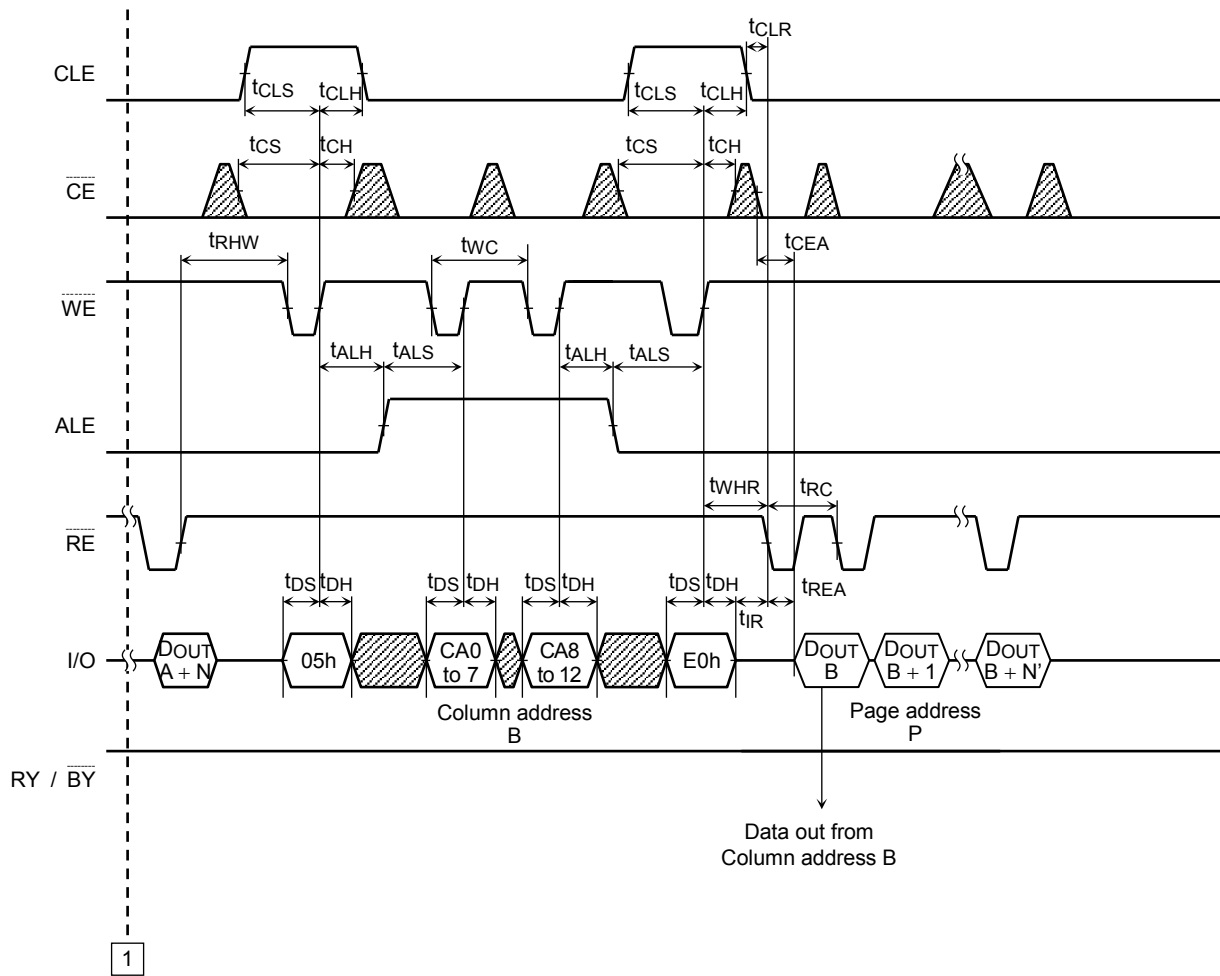 tCLR
CLE
tCLS tCLH tCLS tCLH
tCS tCH tCS tCH
CE
tCEA
tRHW tWC
WE
tALH tALS tALH tALS
ALE
tWHR tRC
RE
tDS tDH tDS tDH tDS tDH tDS tDH tREA
tIR
I/O
DOUT
A + N
05h
CA0
to 7
CA8
to 12
E0h
DOUT
B
DOUT
B + 1
DOUT
B + N’
Column address
B
Page address
P
RY / BY
Data out from
Column address B
1